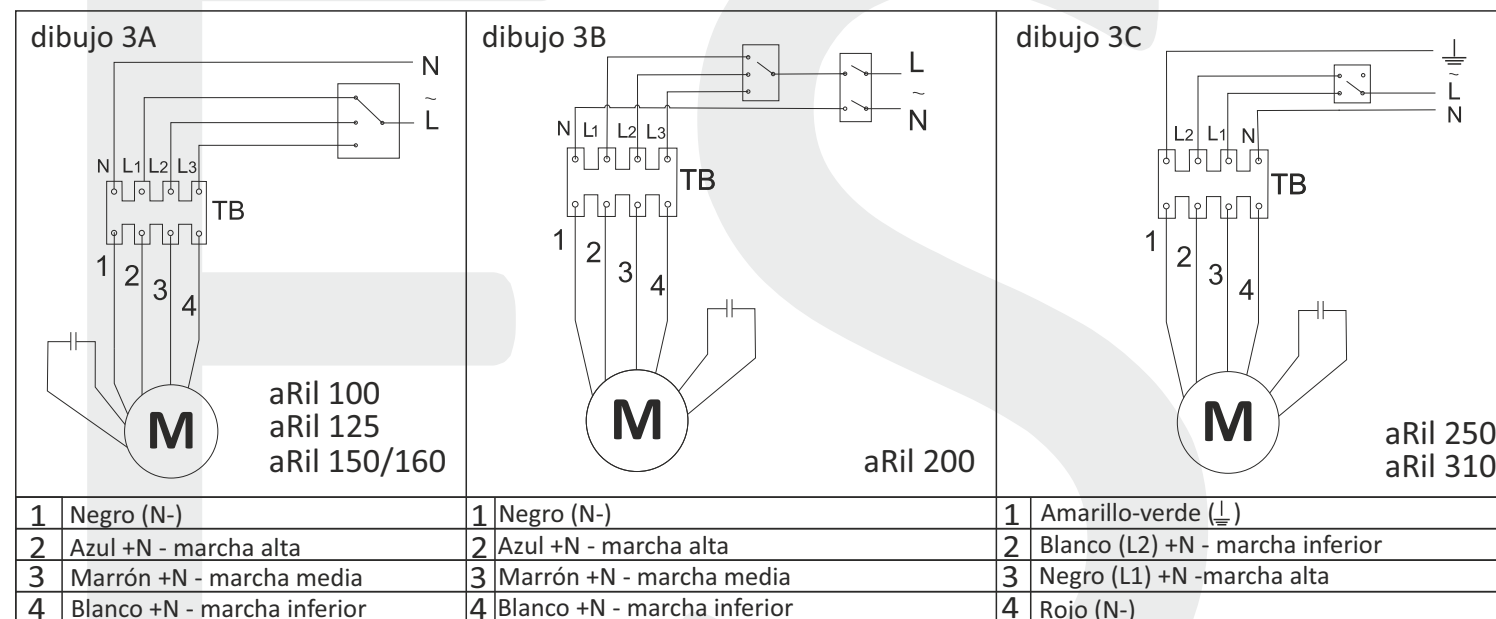 dibujo 3A
N
~
L
N L1 L2 L3
TB
1
2
3
4
M
aRil 100
aRil 125
aRil 150/160
1 Negro (N-)
2 Azul +N - marcha alta
3 Marrón +N - marcha media
4 Blanco +N - marcha inferior
dibujo 3B
L
~
N
N L1 L2 L3
TB
1
2
3
4
M
aRil 200
1 Negro (N-)
2 Azul +N - marcha alta
3 Marrón +N - marcha media
4 Blanco +N - marcha inferior
dibujo 3C
~
L
N
L2 L1 N
TB
1
2
3
4
M
aRil 250
aRil 310
1 Amarillo-verde (⏚)
2 Blanco (L2) +N - marcha inferior
3 Negro (L1) +N -marcha alta
4 Rojo (N-)